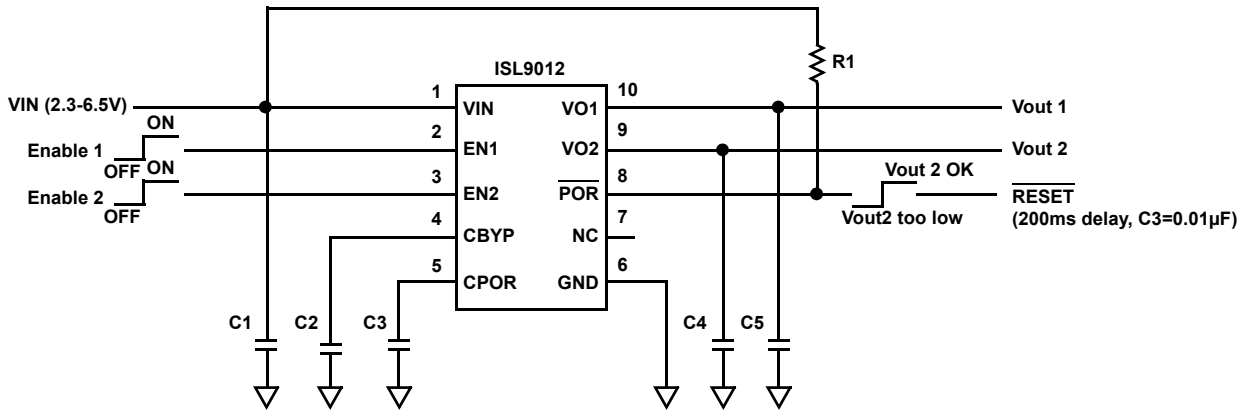 R1
ISL9012
VIN (2.3-6.5V)
1
VIN
VO1
10
Vout 1
Enable 1
ON
OFF
2
EN1
VO2
9
Vout 2
Enable 2
ON
OFF
3
EN2
POR
8
Vout 2 OK
Vout2 too low
RESET
(200ms delay, C3=0.01µF)
4
CBYP
NC
7
5
CPOR
GND
6
C1
C2
C3
C4
C5